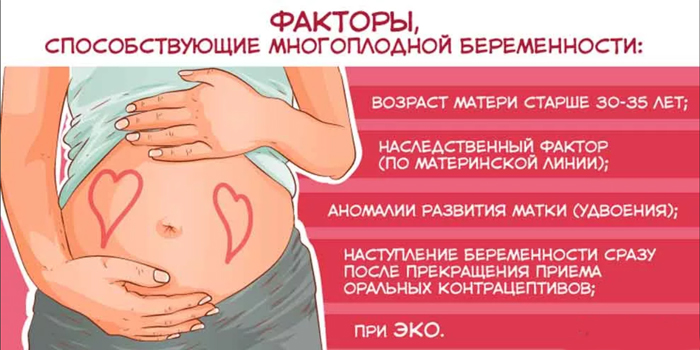 ФАКТОРЫ,
СПОСОБСТВУЮЩИЕ МНОГОПЛОДНОЙ БЕРЕМЕННОСТИ:
ВОЗРАСТ МАТЕРИ СТАРШЕ 30-35 ЛЕТ;
НАСЛЕДСТВЕННЫЙ ФАКТОР
(ПО МАТЕРИНСКОЙ ЛИНИИ);
АНОМАЛИИ РАЗВИТИЯ МАТКИ (УДВОЕНИЯ);
НАСТУПЛЕНИЕ БЕРЕМЕННОСТИ СРАЗУ
ПОСЛЕ ПРЕКРАЩЕНИЯ ПРИЕМА
ОРАЛЬНЫХ КОНТРАЦЕПТИВОВ;
ПРИ ЭКО.